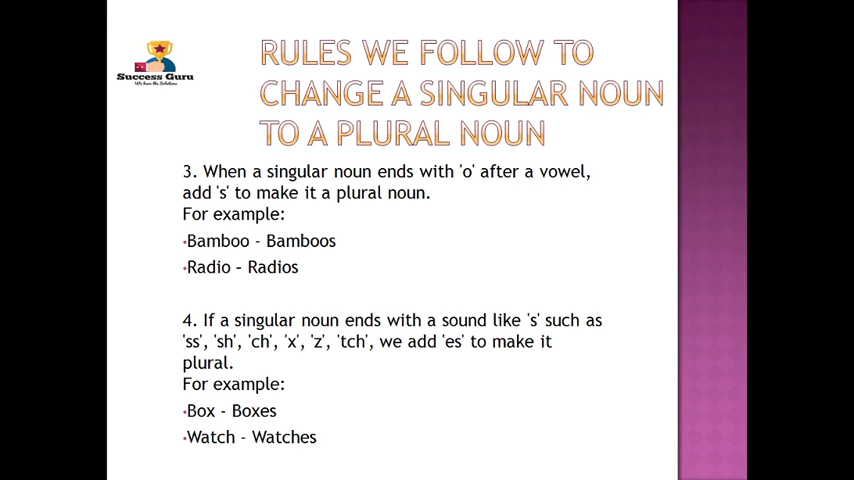 Success Guru
We have the Solutions
RULES WE FOLLOW TO
CHANGE A SINGULAR NOUN
TO A PLURAL NOUN
3. When a singular noun ends with 'o' after a vowel,
add 's' to make it a plural noun.
For example:
•Bamboo - Bamboos
•Radio – Radios
4. If a singular noun ends with a sound like 's' such as
'ss', 'sh', 'ch', 'x', 'z', 'tch', we add 'es' to make it
plural.
For example:
•Box - Boxes
•Watch - Watches